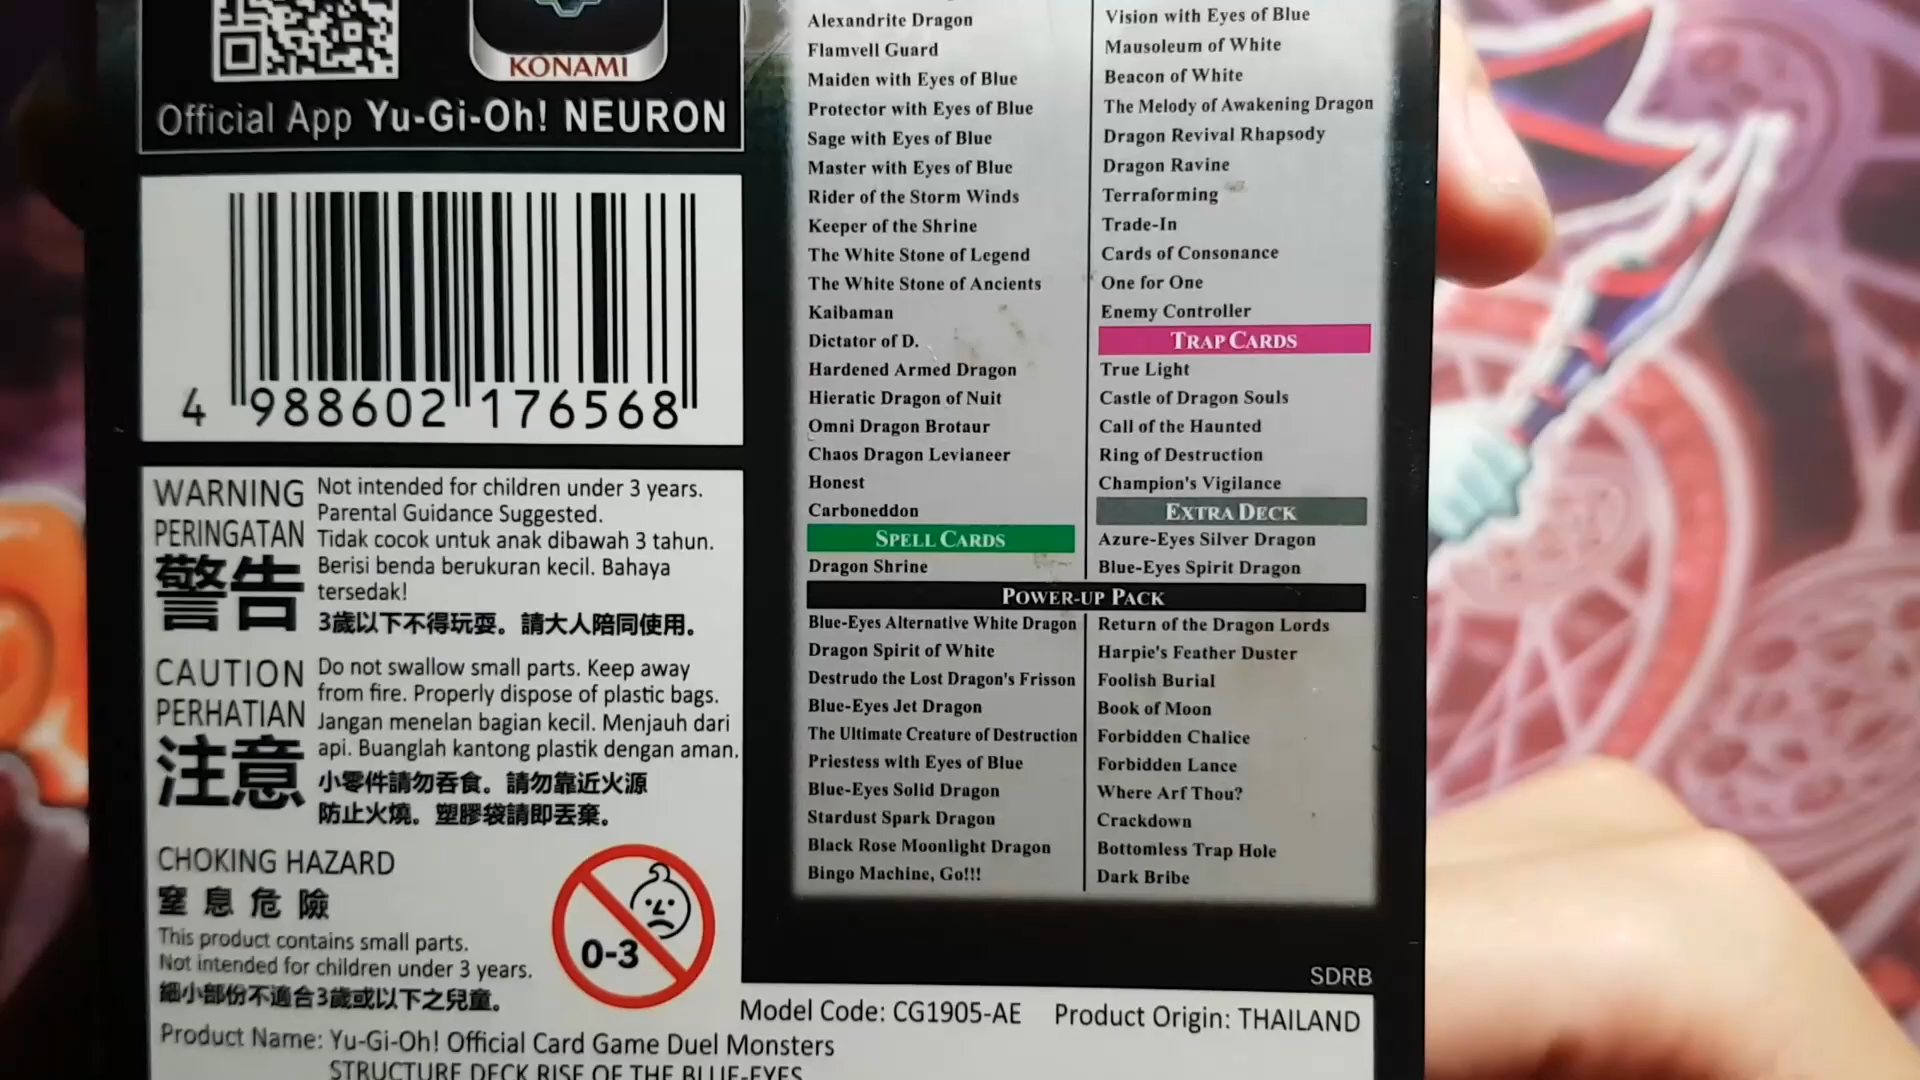 KONAMI
Official App Yu-Gi-Oh! NEURON
4 988602 176568
WARNING
PERINGATAN
警告
Not intended for children under 3 years.
Parental Guidance Suggested.
Tidak cocok untuk anak dibawah 3 tahun.
Berisi benda berukuran kecil. Bahaya
tersedak!
3歲以下不得玩耍。請大人陪同使用。
CAUTION
PERHATIAN
注意
Do not swallow small parts. Keep away
from fire. Properly dispose of plastic bags.
Jangan menelan bagian kecil. Menjauh dari
api. Buanglah kantong plastik dengan aman.
小零件請勿吞食。請勿靠近火源
防止火燒。塑膠袋請即丟棄。
CHOKING HAZARD
窒息危險
This product contains small parts.
Not intended for children under 3 years.
細小部份不適合3歲或以下之兒童。
0-3
Alexandrite Dragon
Flamvell Guard
Maiden with Eyes of Blue
Protector with Eyes of Blue
Sage with Eyes of Blue
Master with Eyes of Blue
Rider of the Storm Winds
Keeper of the Shrine
The White Stone of Legend
The White Stone of Ancients
Kaibaman
Dictator of D.
Hardened Armed Dragon
Hieratic Dragon of Nuit
Omni Dragon Brotaur
Chaos Dragon Levianeer
Honest
Carboneddon
SPELL CARDS
Dragon Shrine
Vision with Eyes of Blue
Mausoleum of White
Beacon of White
The Melody of Awakening Dragon
Dragon Revival Rhapsody
Dragon Ravine
Terraforming
Trade-In
Cards of Consonance
One for One
Enemy Controller
TRAP CARDS
True Light
Castle of Dragon Souls
Call of the Haunted
Ring of Destruction
Champion's Vigilance
EXTRA DECK
Azure-Eyes Silver Dragon
Blue-Eyes Spirit Dragon
POWER-UP PACK
Blue-Eyes Alternative White Dragon
Dragon Spirit of White
Destrudo the Lost Dragon's Frisson
Blue-Eyes Jet Dragon
The Ultimate Creature of Destruction
Priestess with Eyes of Blue
Blue-Eyes Solid Dragon
Stardust Spark Dragon
Black Rose Moonlight Dragon
Bingo Machine, Go!!!
Return of the Dragon Lords
Harpie's Feather Duster
Foolish Burial
Book of Moon
Forbidden Chalice
Forbidden Lance
Where Arf Thou?
Crackdown
Bottomless Trap Hole
Dark Bribe
SDRB
Model Code: CG1905-AE Product Origin: THAILAND
Product Name: Yu-Gi-Oh! Official Card Game Duel Monsters
STRUCTURE DECK RISE OF THE BLUE-EYES